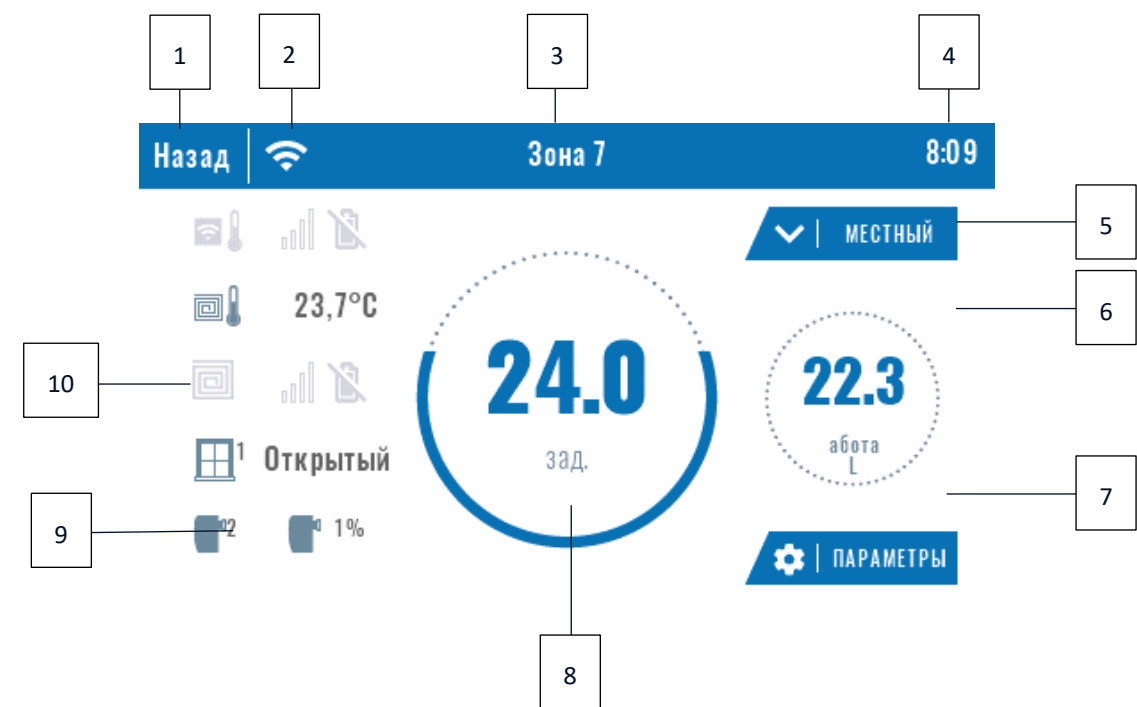 1
2
3
4
Назад
Зона 7
8:09
МЕСТНЫЙ
5
23,7°C
6
10
24.0
зад.
22.3
абота
L
1
Открытый
7
9
2
1%
ПАРАМЕТРЫ
8